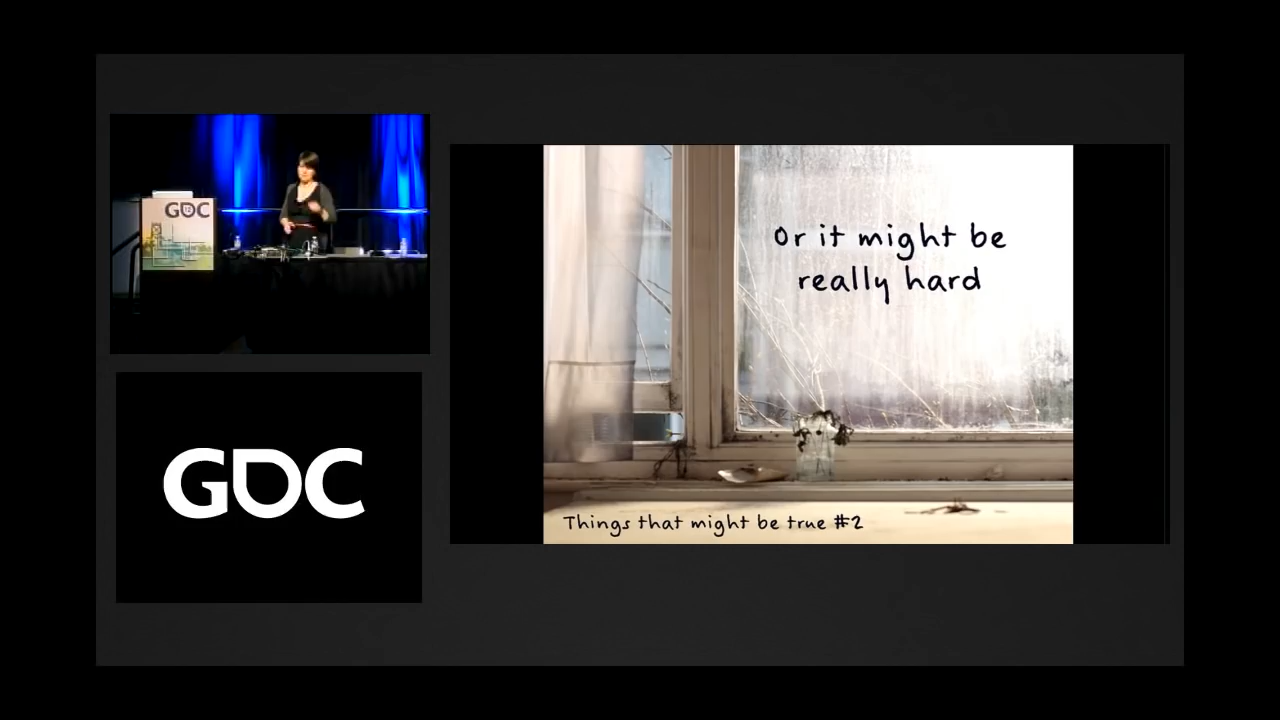 GDC
GDC
Or it might be
really hard
Things that might be true #2